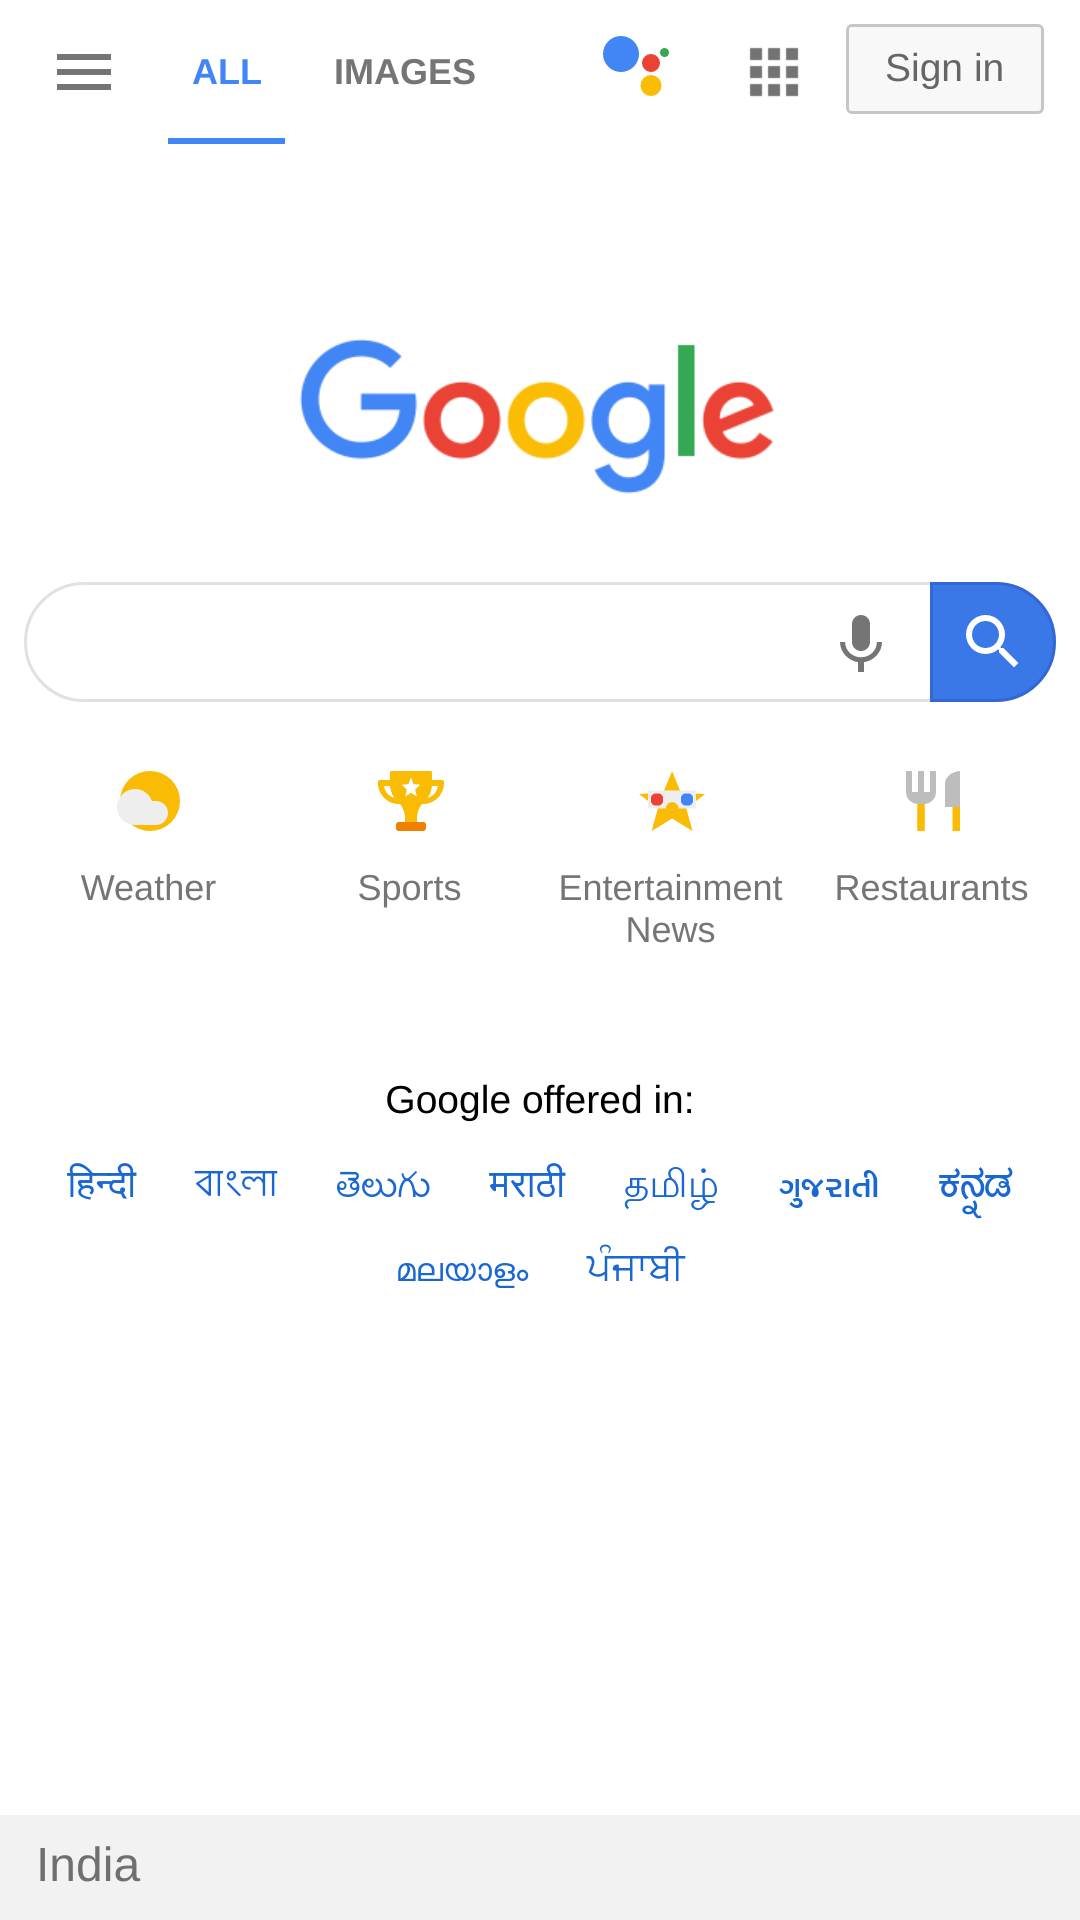 ALL IMAGES Sign in
Google
Weather Sports Entertainment News Restaurants
Google offered in:
हिन्दी বাংলা తెలుగు मराठी தமிழ் ગુજરાતી ಕನ್ನಡ
മലയാളം ਪੰਜਾਬੀ
India